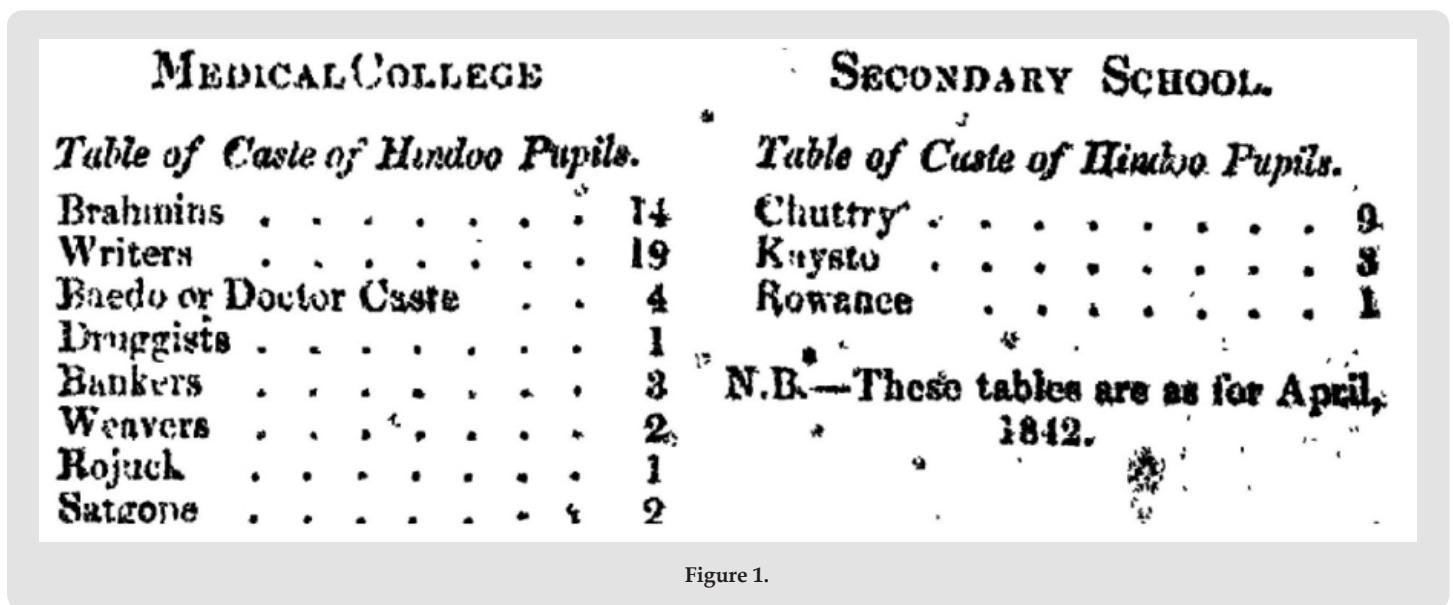 MEDICAL COLLEGE
Table of Caste of Hindoo Pupils.
Brahmins . . . . . . . 14
Writers . . . . . . . 19
Baedo or Doctor Caste . . 4
Druggists . . . . . . . 1
Bankers . . . . . . . 3
Weavers . . . . . . . 2
Rojuck . . . . . . . 1
Satgope . . . . . . . 2
SECONDARY SCHOOL.
Table of Caste of Hindoo Pupils.
Chuttry . . . . . . . . . 9
Kaysto . . . . . . . . . 3
Rowance . . . . . . . . 1
N.B.—These tables are as for April,
1842.
Figure 1.